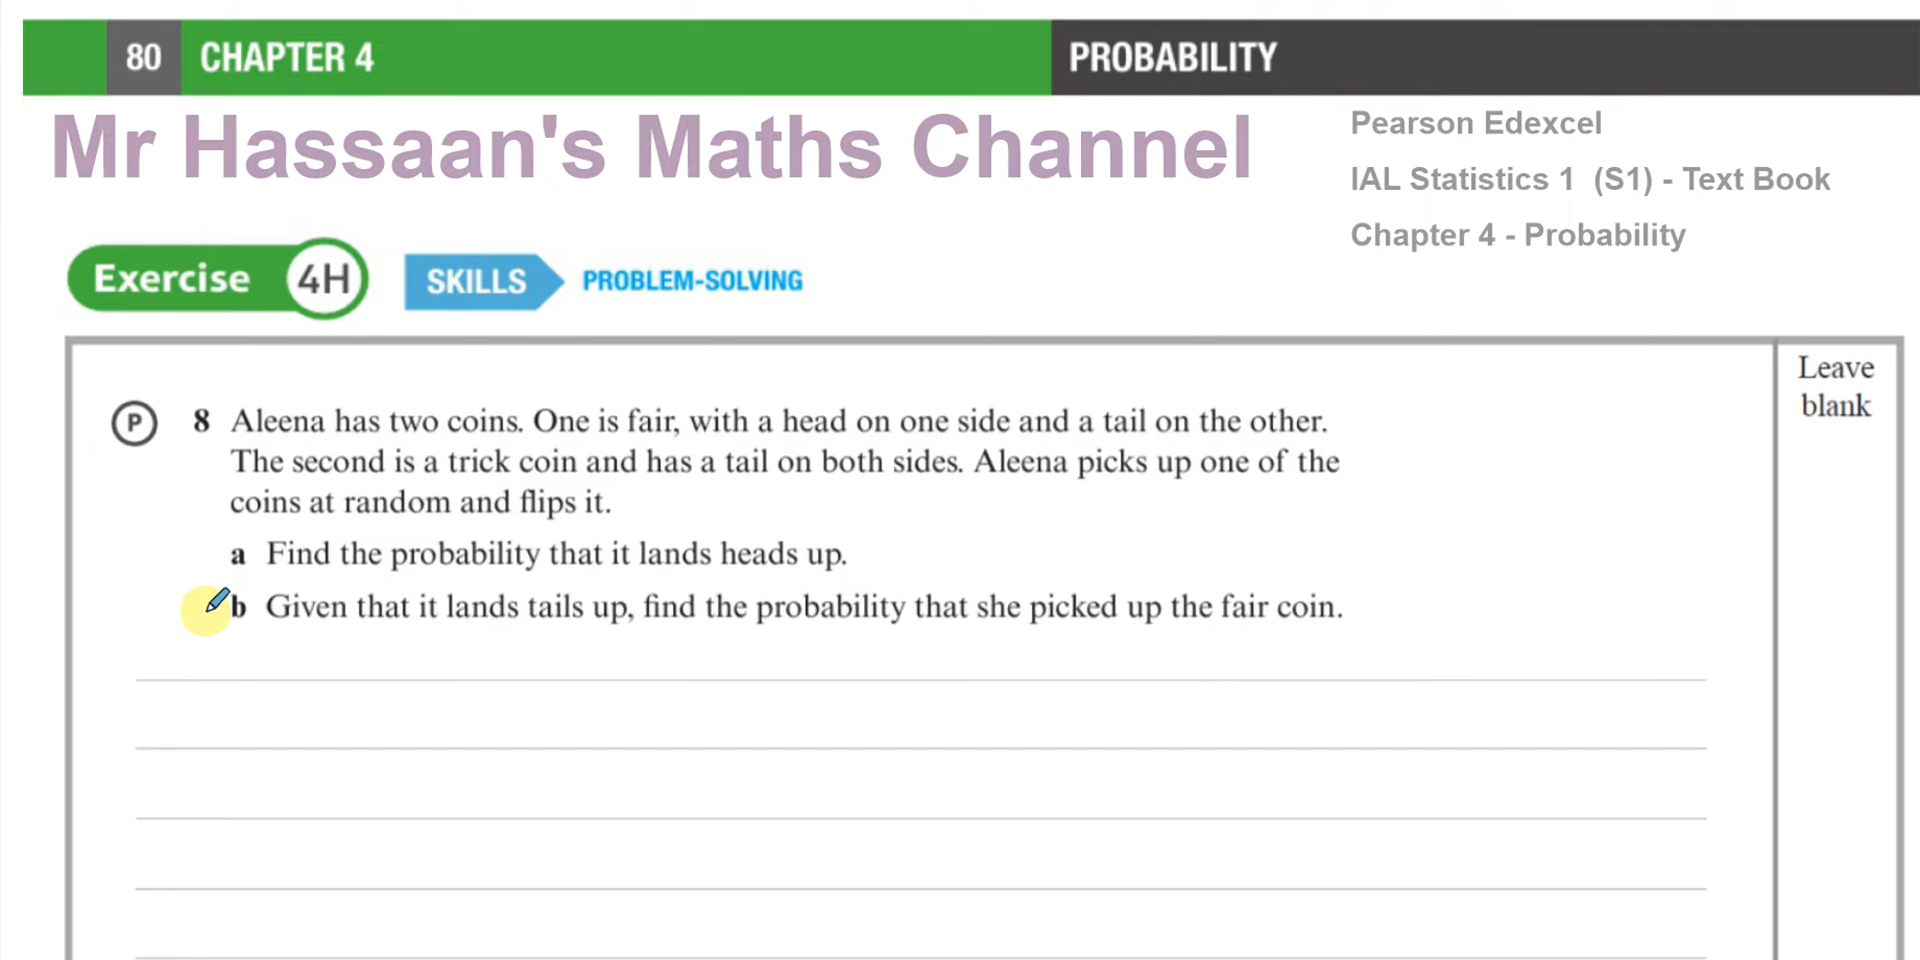 80 CHAPTER 4 PROBABILITY
Mr Hassaan's Maths Channel
Pearson Edexcel
IAL Statistics 1 (S1) - Text Book
Chapter 4 - Probability
Exercise 4H SKILLS PROBLEM-SOLVING
Leave
blank
P 8 Aleena has two coins. One is fair, with a head on one side and a tail on the other.
The second is a trick coin and has a tail on both sides. Aleena picks up one of the
coins at random and flips it.
a Find the probability that it lands heads up.
b Given that it lands tails up, find the probability that she picked up the fair coin.